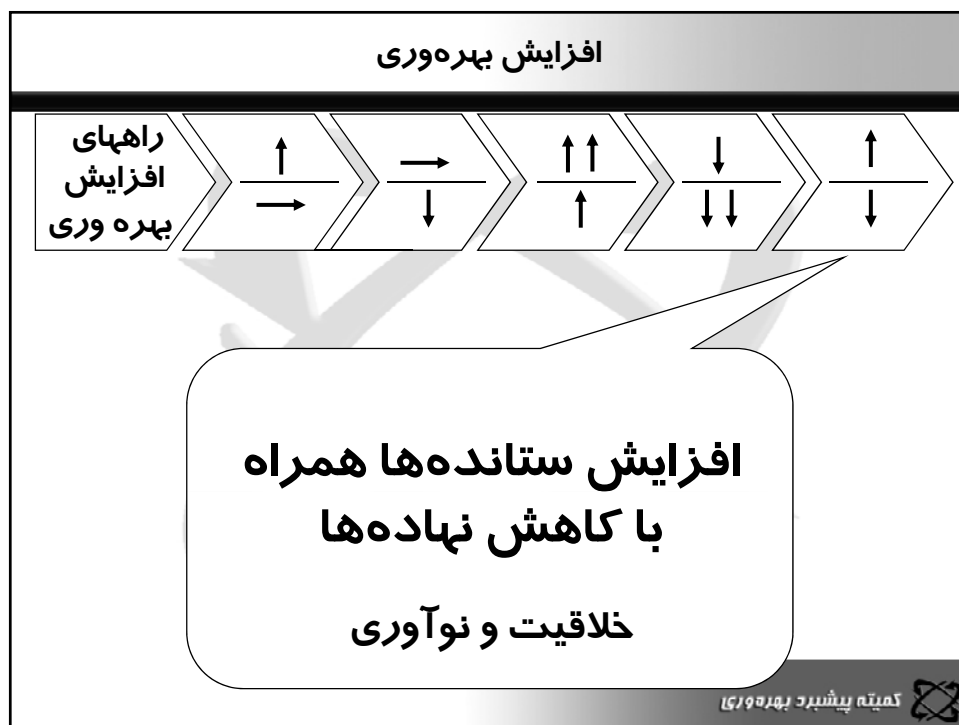 افزایش بهره‌وری
راههای
افزایش
بهره وری
↑ → ↑↑ ↓ ↑
→ ↓ ↑ ↓↓ ↓
افزایش ستانده‌ها همراه
با کاهش نهاده‌ها
خلاقیت و نوآوری
کمیته پیشبرد بهره‌وری